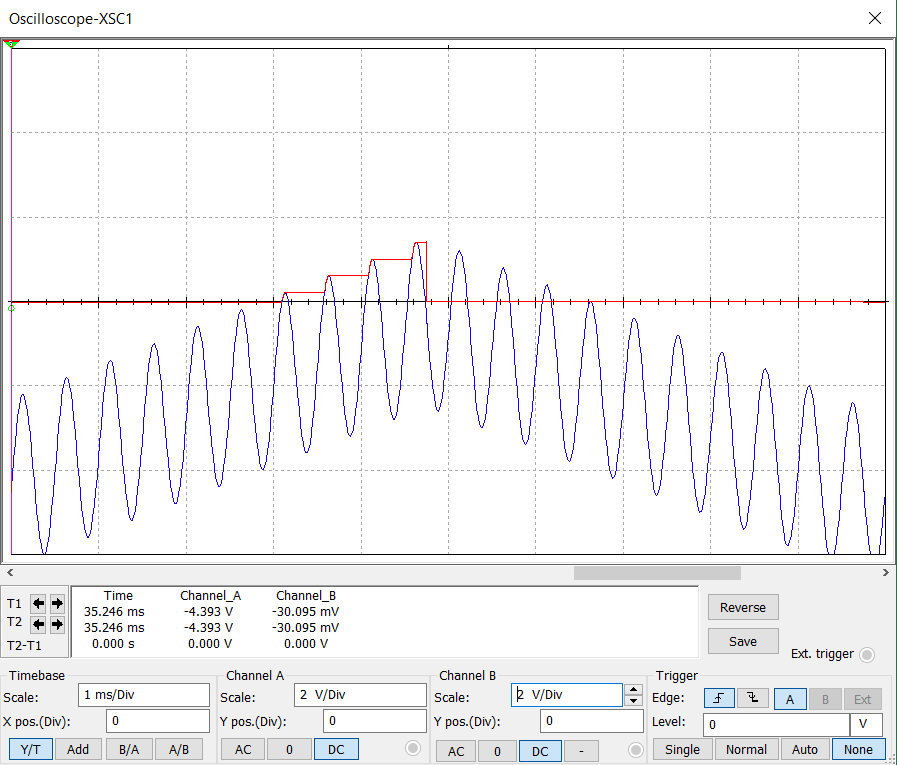 Oscilloscope-XSC1
Time Channel_A Channel_B
T1 35.246 ms -4.393 V -30.095 mV
T2 35.246 ms -4.393 V -30.095 mV
T2-T1 0.000 s 0.000 V 0.000 V
Reverse
Save
Ext. trigger
Timebase
Scale: 1 ms/Div
X pos.(Div): 0
Y/T Add B/A A/B
Channel A
Scale: 2 V/Div
Y pos.(Div): 0
AC 0 DC
Channel B
Scale: 2 V/Div
Y pos.(Div): 0
AC 0 DC -
Trigger
Edge: A B Ext
Level: 0 V
Single Normal Auto None